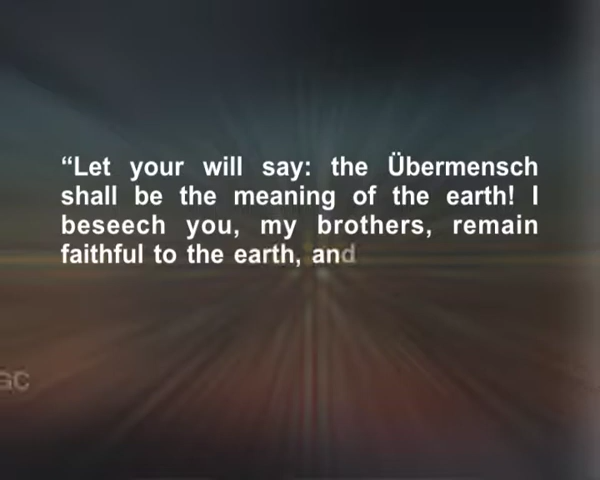 “Let your will say: the Übermensch
shall be the meaning of the earth! I
beseech you, my brothers, remain
faithful to the earth, and
GC